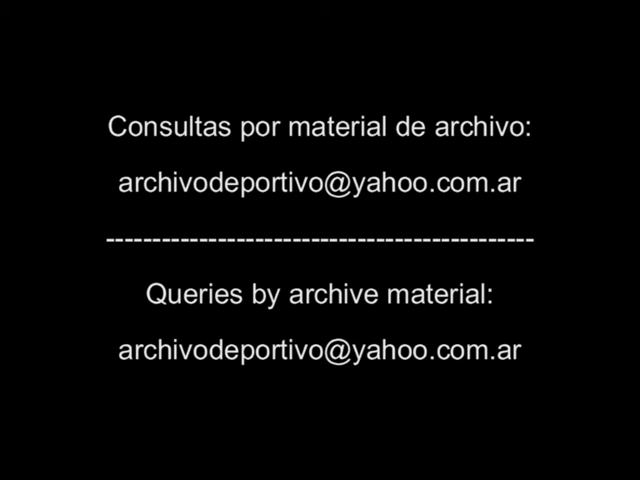 Consultas por material de archivo:
archivodeportivo@yahoo.com.ar
----------------------------------------------
Queries by archive material:
archivodeportivo@yahoo.com.ar